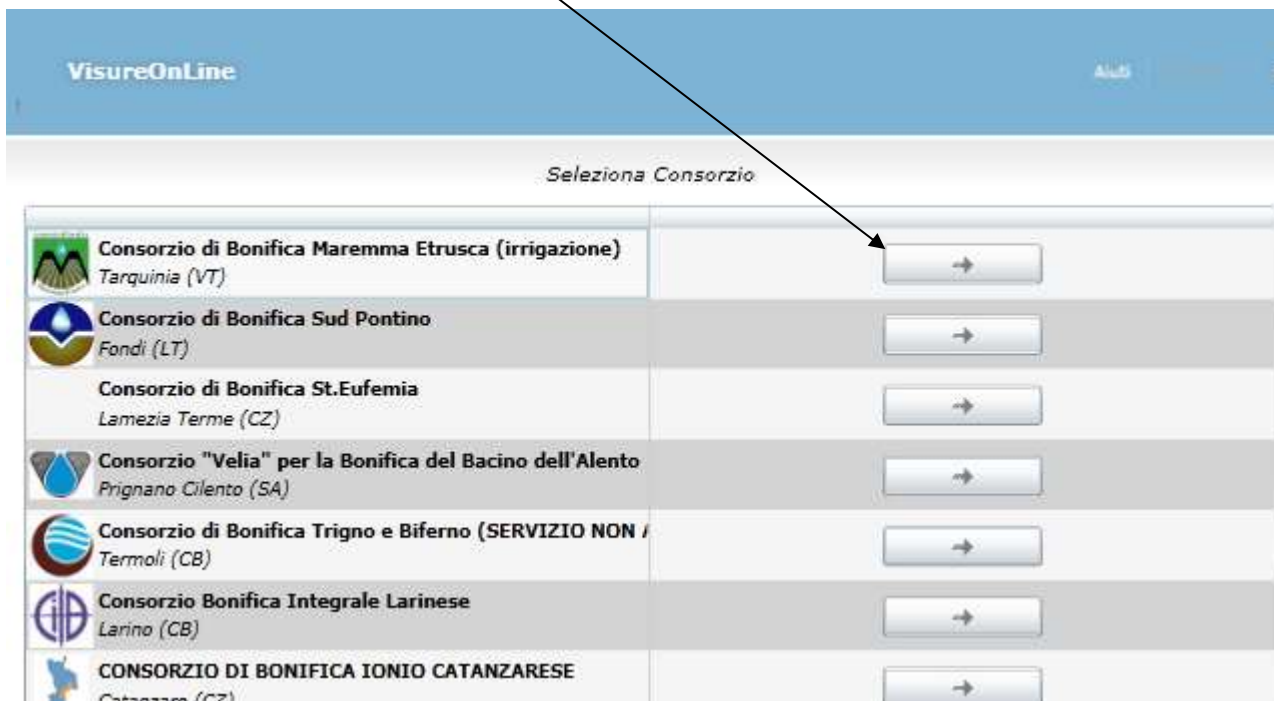 VisureOnLine
Aiuti
Seleziona Consorzio
Consorzio di Bonifica Maremma Etrusca (irrigazione)
Tarquinia (VT)
Consorzio di Bonifica Sud Pontino
Fondi (LT)
Consorzio di Bonifica St.Eufemia
Lamezia Terme (CZ)
Consorzio "Velia" per la Bonifica del Bacino dell'Alento
Prignano Cilento (SA)
Consorzio di Bonifica Trigno e Biferno (SERVIZIO NON
Termoli (CB)
Consorzio Bonifica Integrale Larinese
Larino (CB)
CONSORZIO DI BONIFICA IONIO CATANZARESE
Catanzaro (CZ)